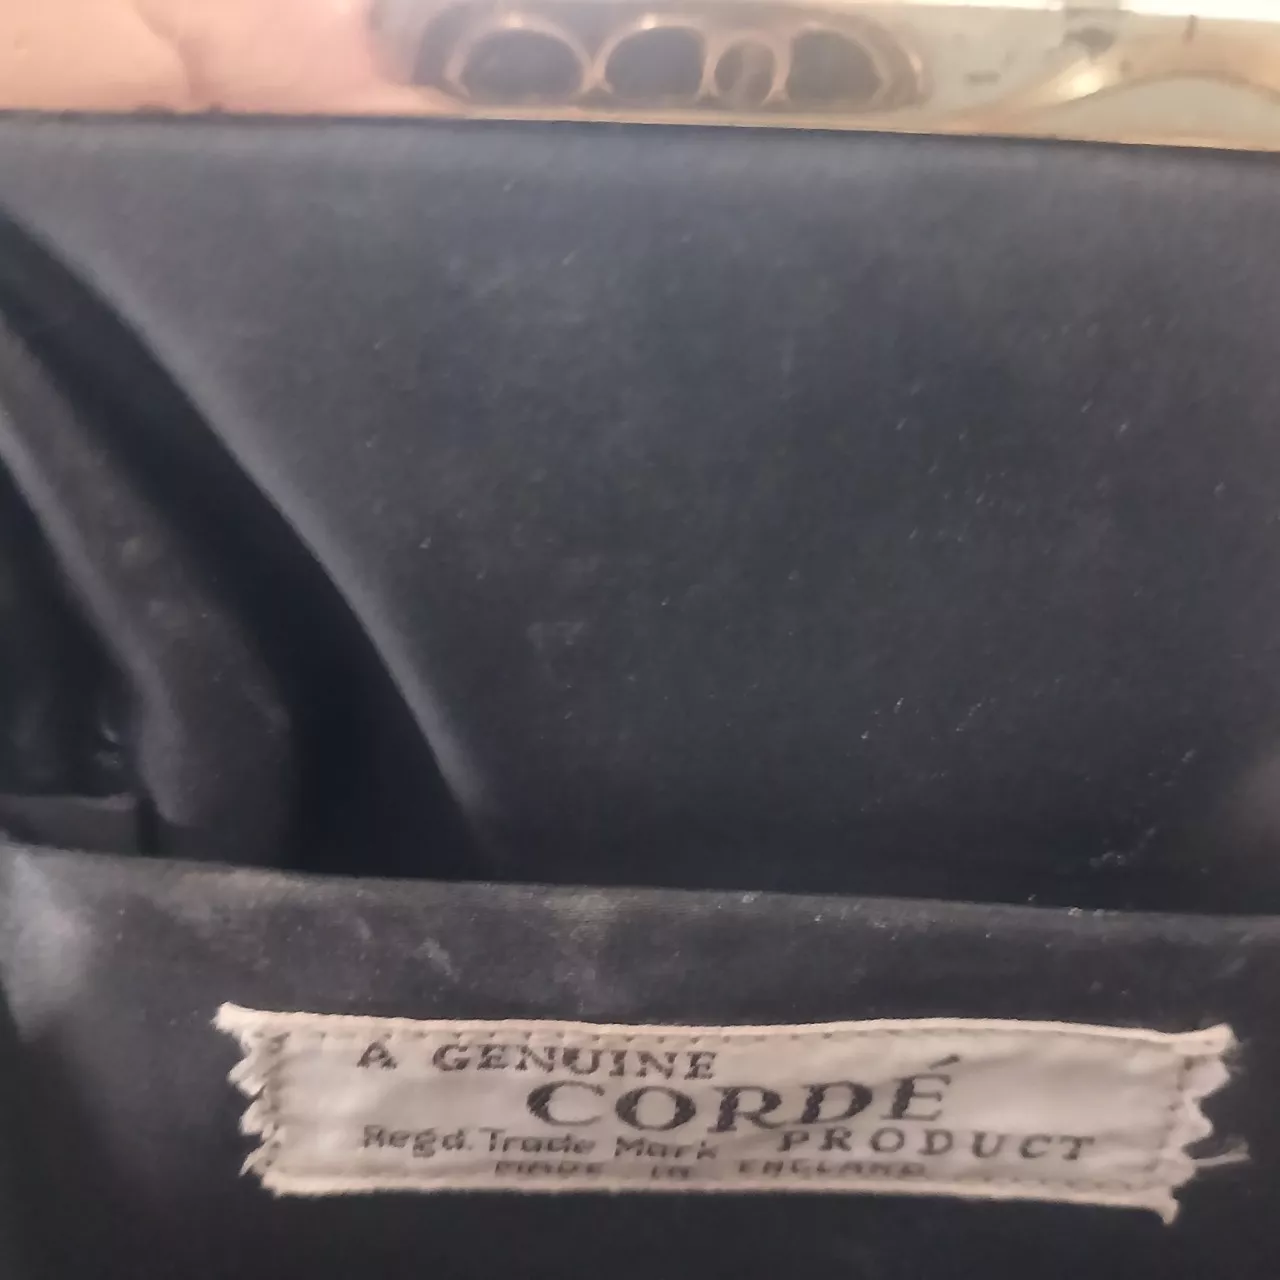 A GENUINE
CORDÉ
Regd. Trade Mark PRODUCT
MADE IN ENGLAND